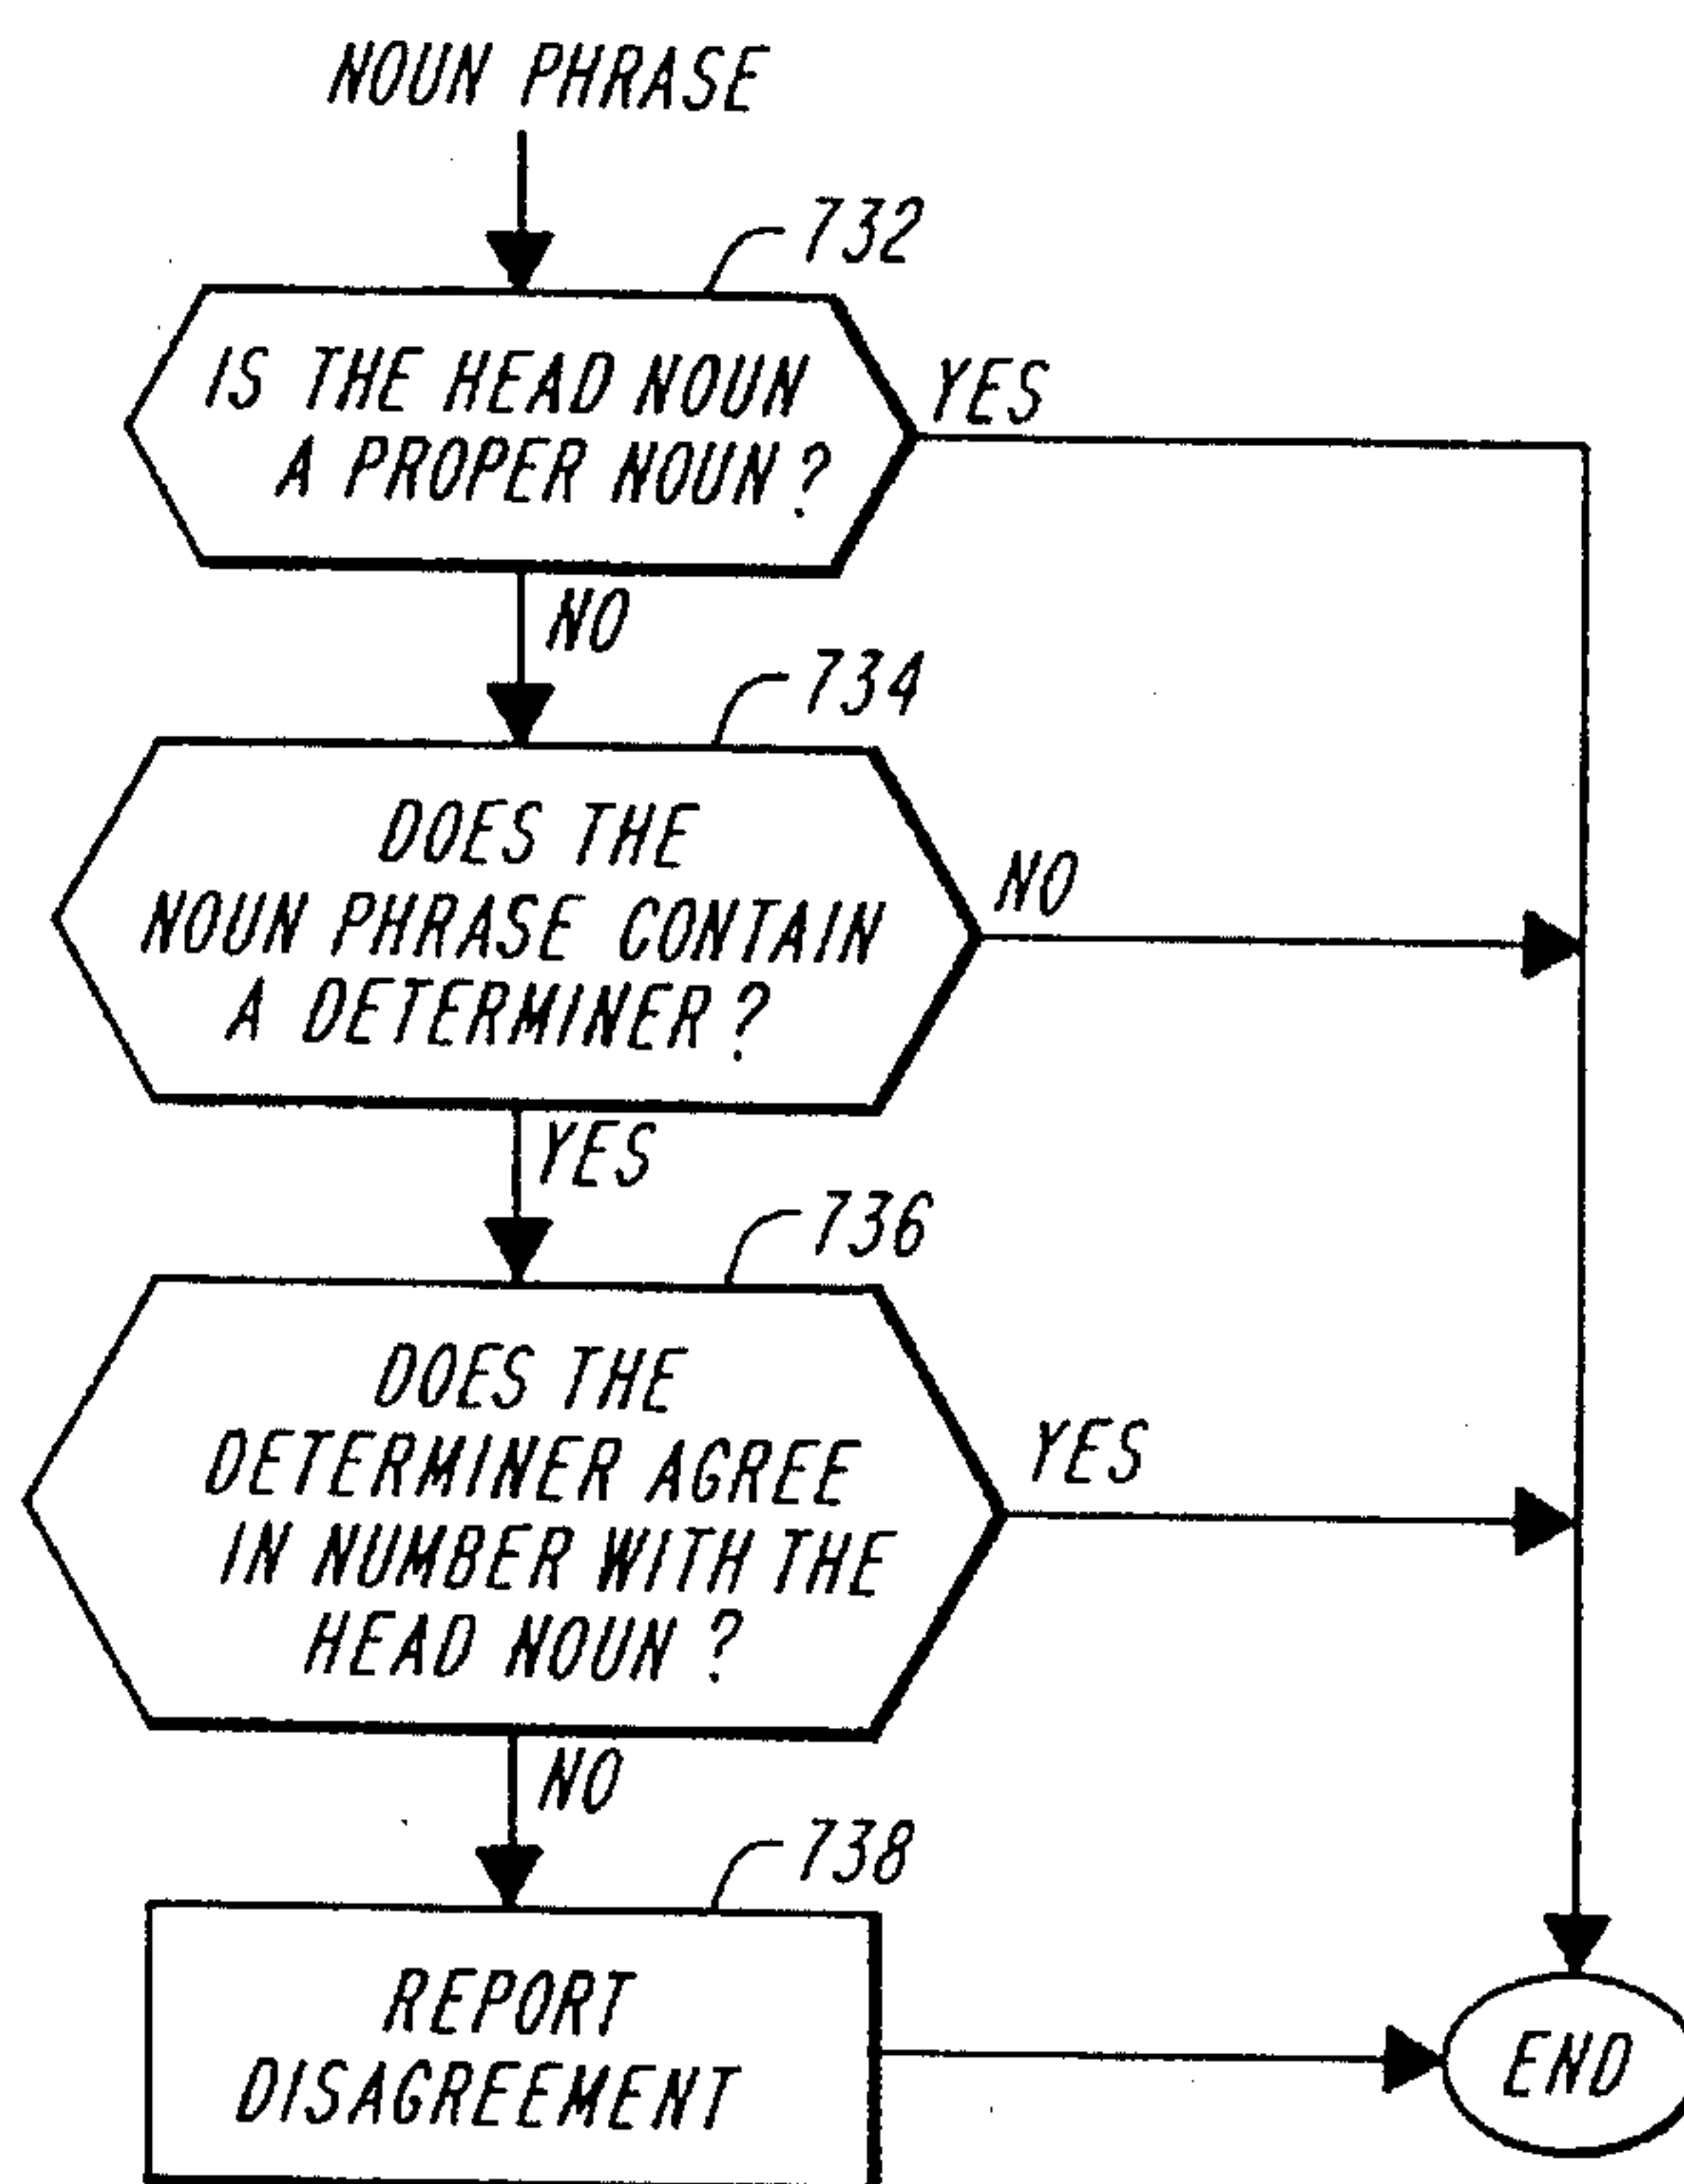 NOUN PHRASE
732
IS THE HEAD NOUN
A PROPER NOUN?
YES
NO
734
DOES THE
NOUN PHRASE CONTAIN
A DETERMINER?
NO
YES
736
DOES THE
DETERMINER AGREE
IN NUMBER WITH THE
HEAD NOUN?
YES
NO
738
REPORT
DISAGREEMENT
END